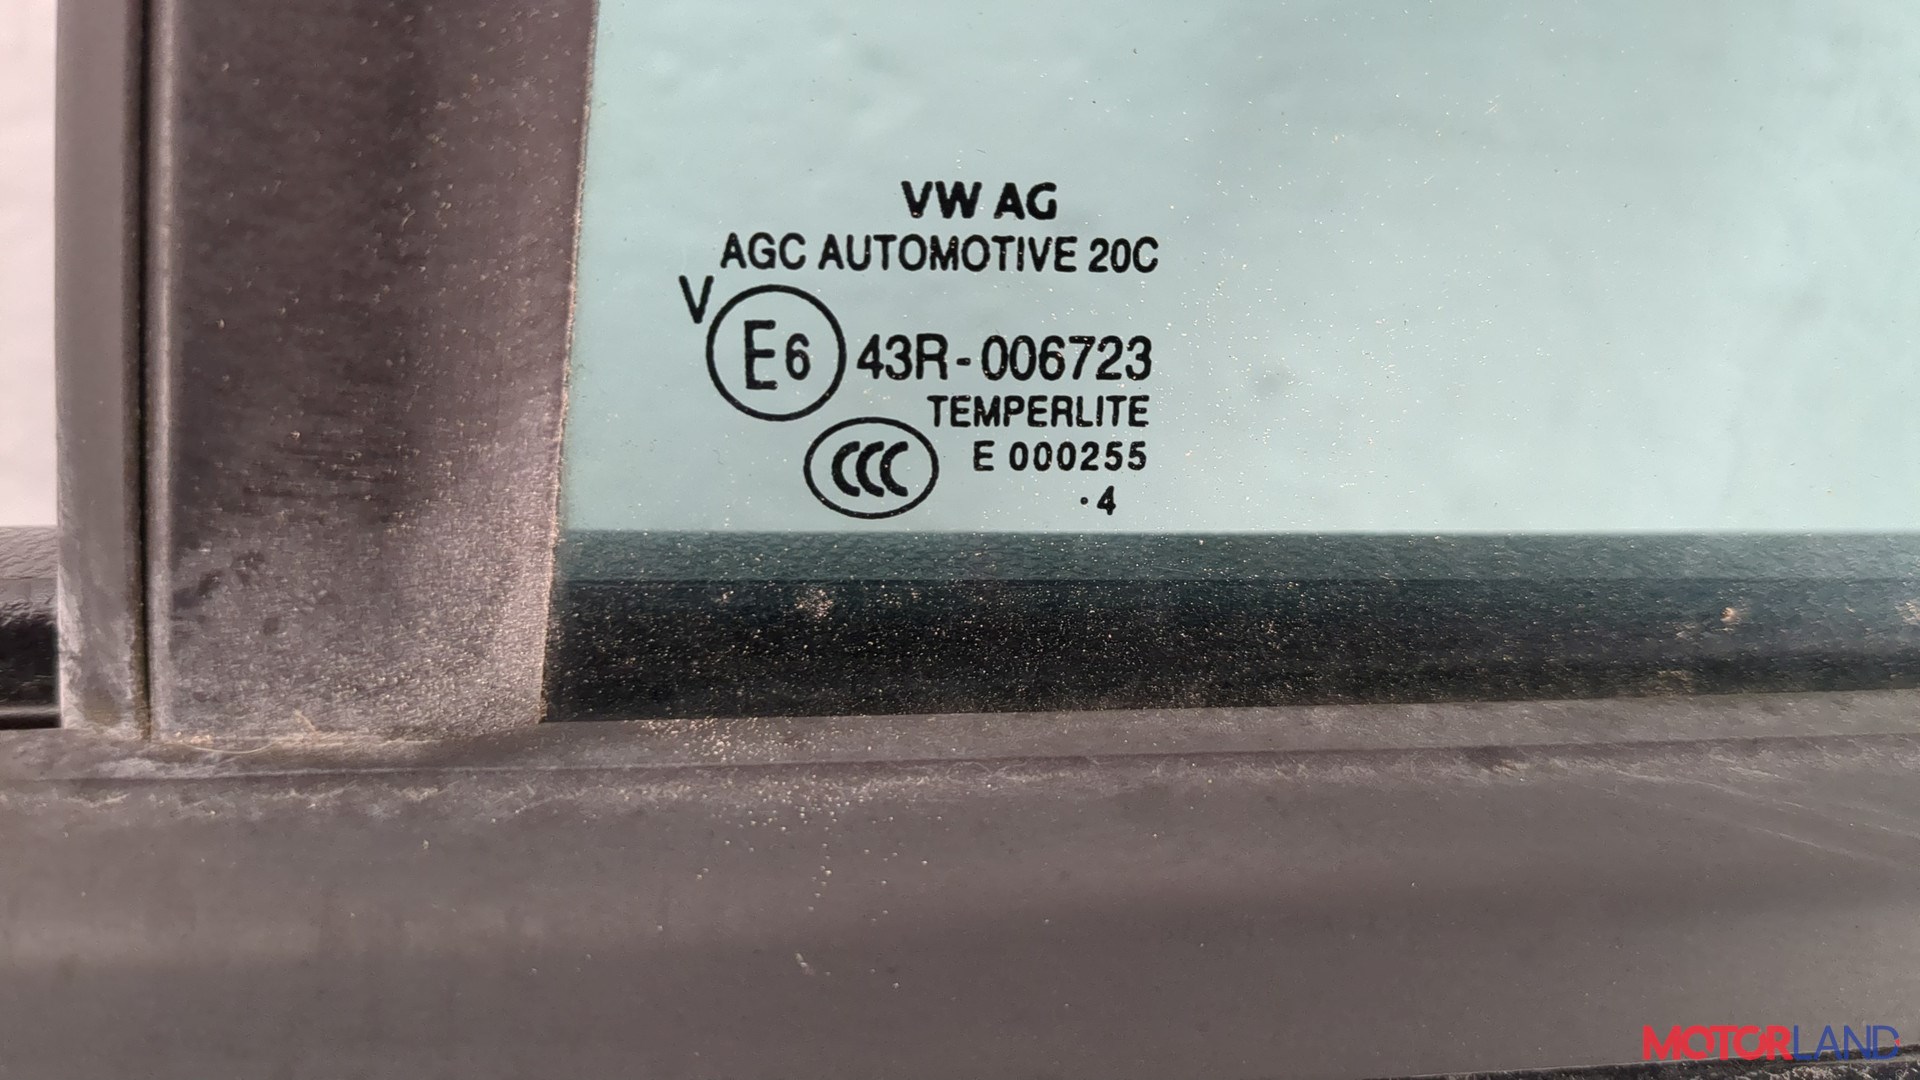 VW AG
AGC AUTOMOTIVE 20C
V
E6 43R-006723
TEMPERLITE
CCC E 000255
·4
MOTORLAND